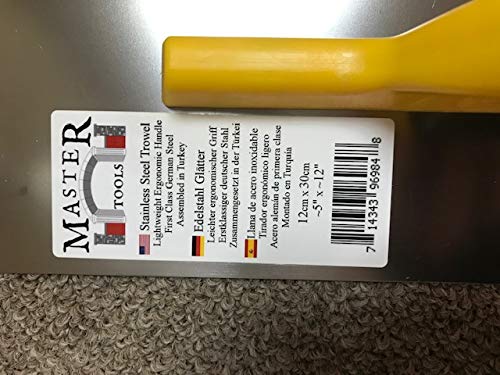 MASTER
TOOLS
Stainless Steel Trowel
Lightweight Ergonomic Handle
First Class German Steel
Assembled in Turkey
Edelstahl Glätter
Leichter ergonomischer Griff
Erstklassiger deutscher Stahl
Zusammengesetzt in der Türkei
Llana de acero inoxidable
Tirador ergonómico ligero
Acero alemán de primera clase
Montado en Turquía
12cm x 30cm
~5" x ~12"
7 14343 96984 8